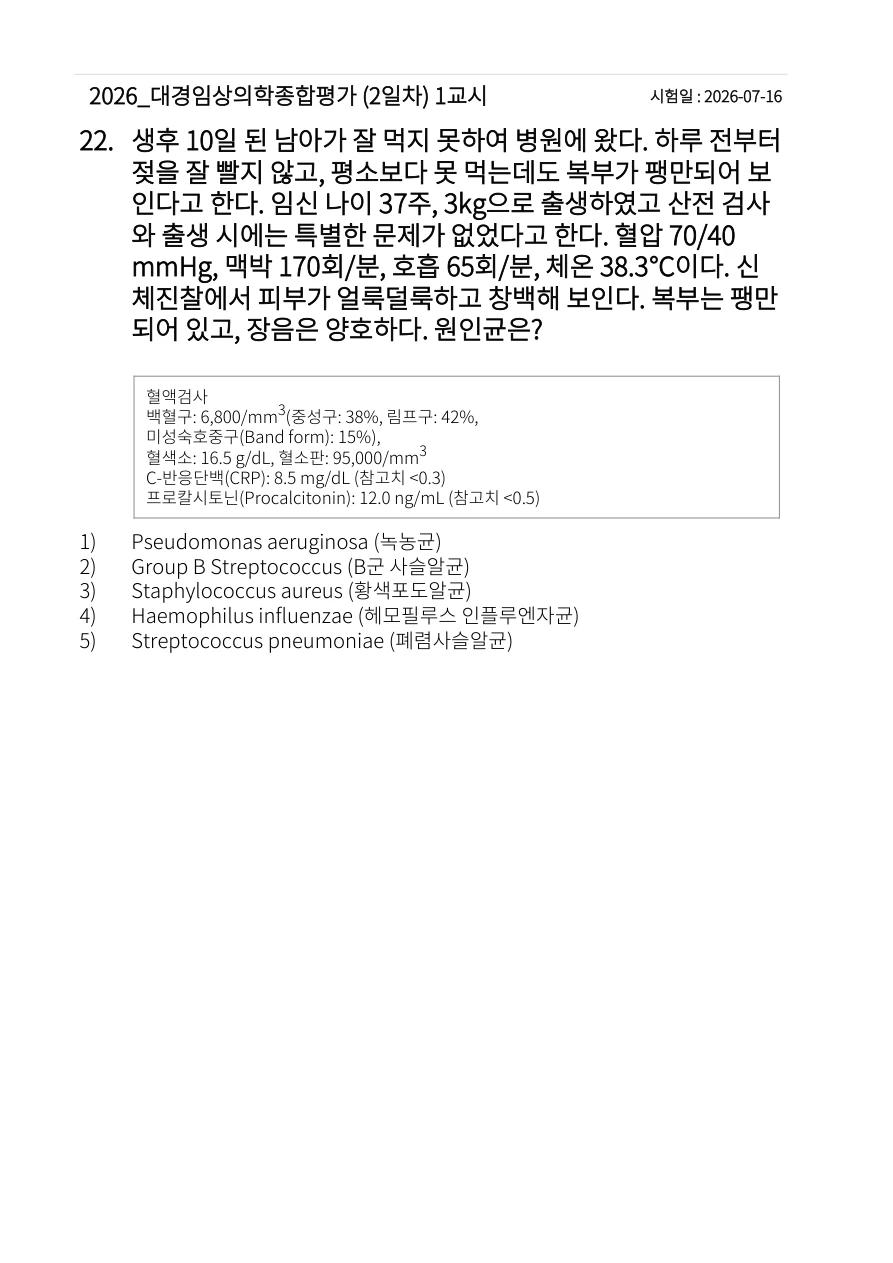 2026_대경임상의학종합평가 (2일차) 1교시 시험일 : 2026-07-16
22. 생후 10일 된 남아가 잘 먹지 못하여 병원에 왔다. 하루 전부터
젖을 잘 빨지 않고, 평소보다 못 먹는데도 복부가 팽만되어 보
인다고 한다. 임신 나이 37주, 3kg으로 출생하였고 산전 검사
와 출생 시에는 특별한 문제가 없었다고 한다. 혈압 70/40
mmHg, 맥박 170회/분, 호흡 65회/분, 체온 38.3℃이다. 신
체진찰에서 피부가 얼룩덜룩하고 창백해 보인다. 복부는 팽만
되어 있고, 장음은 양호하다. 원인균은?
혈액검사
백혈구: 6,800/mm³(중성구: 38%, 림프구: 42%,
미성숙호중구(Band form): 15%),
혈색소: 16.5 g/dL, 혈소판: 95,000/mm³
C-반응단백(CRP): 8.5 mg/dL (참고치 <0.3)
프로칼시토닌(Procalcitonin): 12.0 ng/mL (참고치 <0.5)
1) Pseudomonas aeruginosa (녹농균)
2) Group B Streptococcus (B군 사슬알균)
3) Staphylococcus aureus (황색포도알균)
4) Haemophilus influenzae (헤모필루스 인플루엔자균)
5) Streptococcus pneumoniae (폐렴사슬알균)